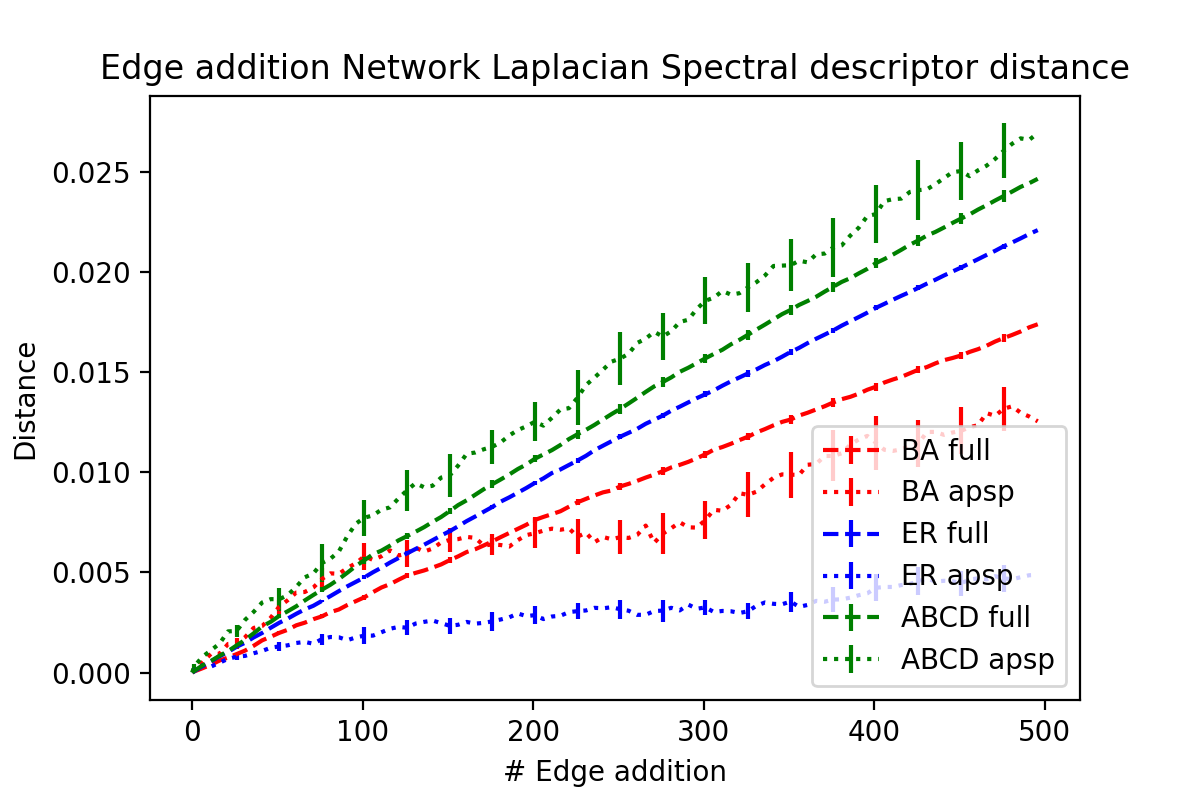 Edge addition Network Laplacian Spectral descriptor distance
0.025
0.020
0.015
0.010
0.005
0.000
Distance
BA full
BA apsp
ER full
ER apsp
ABCD full
ABCD apsp
0 100 200 300 400 500
# Edge addition